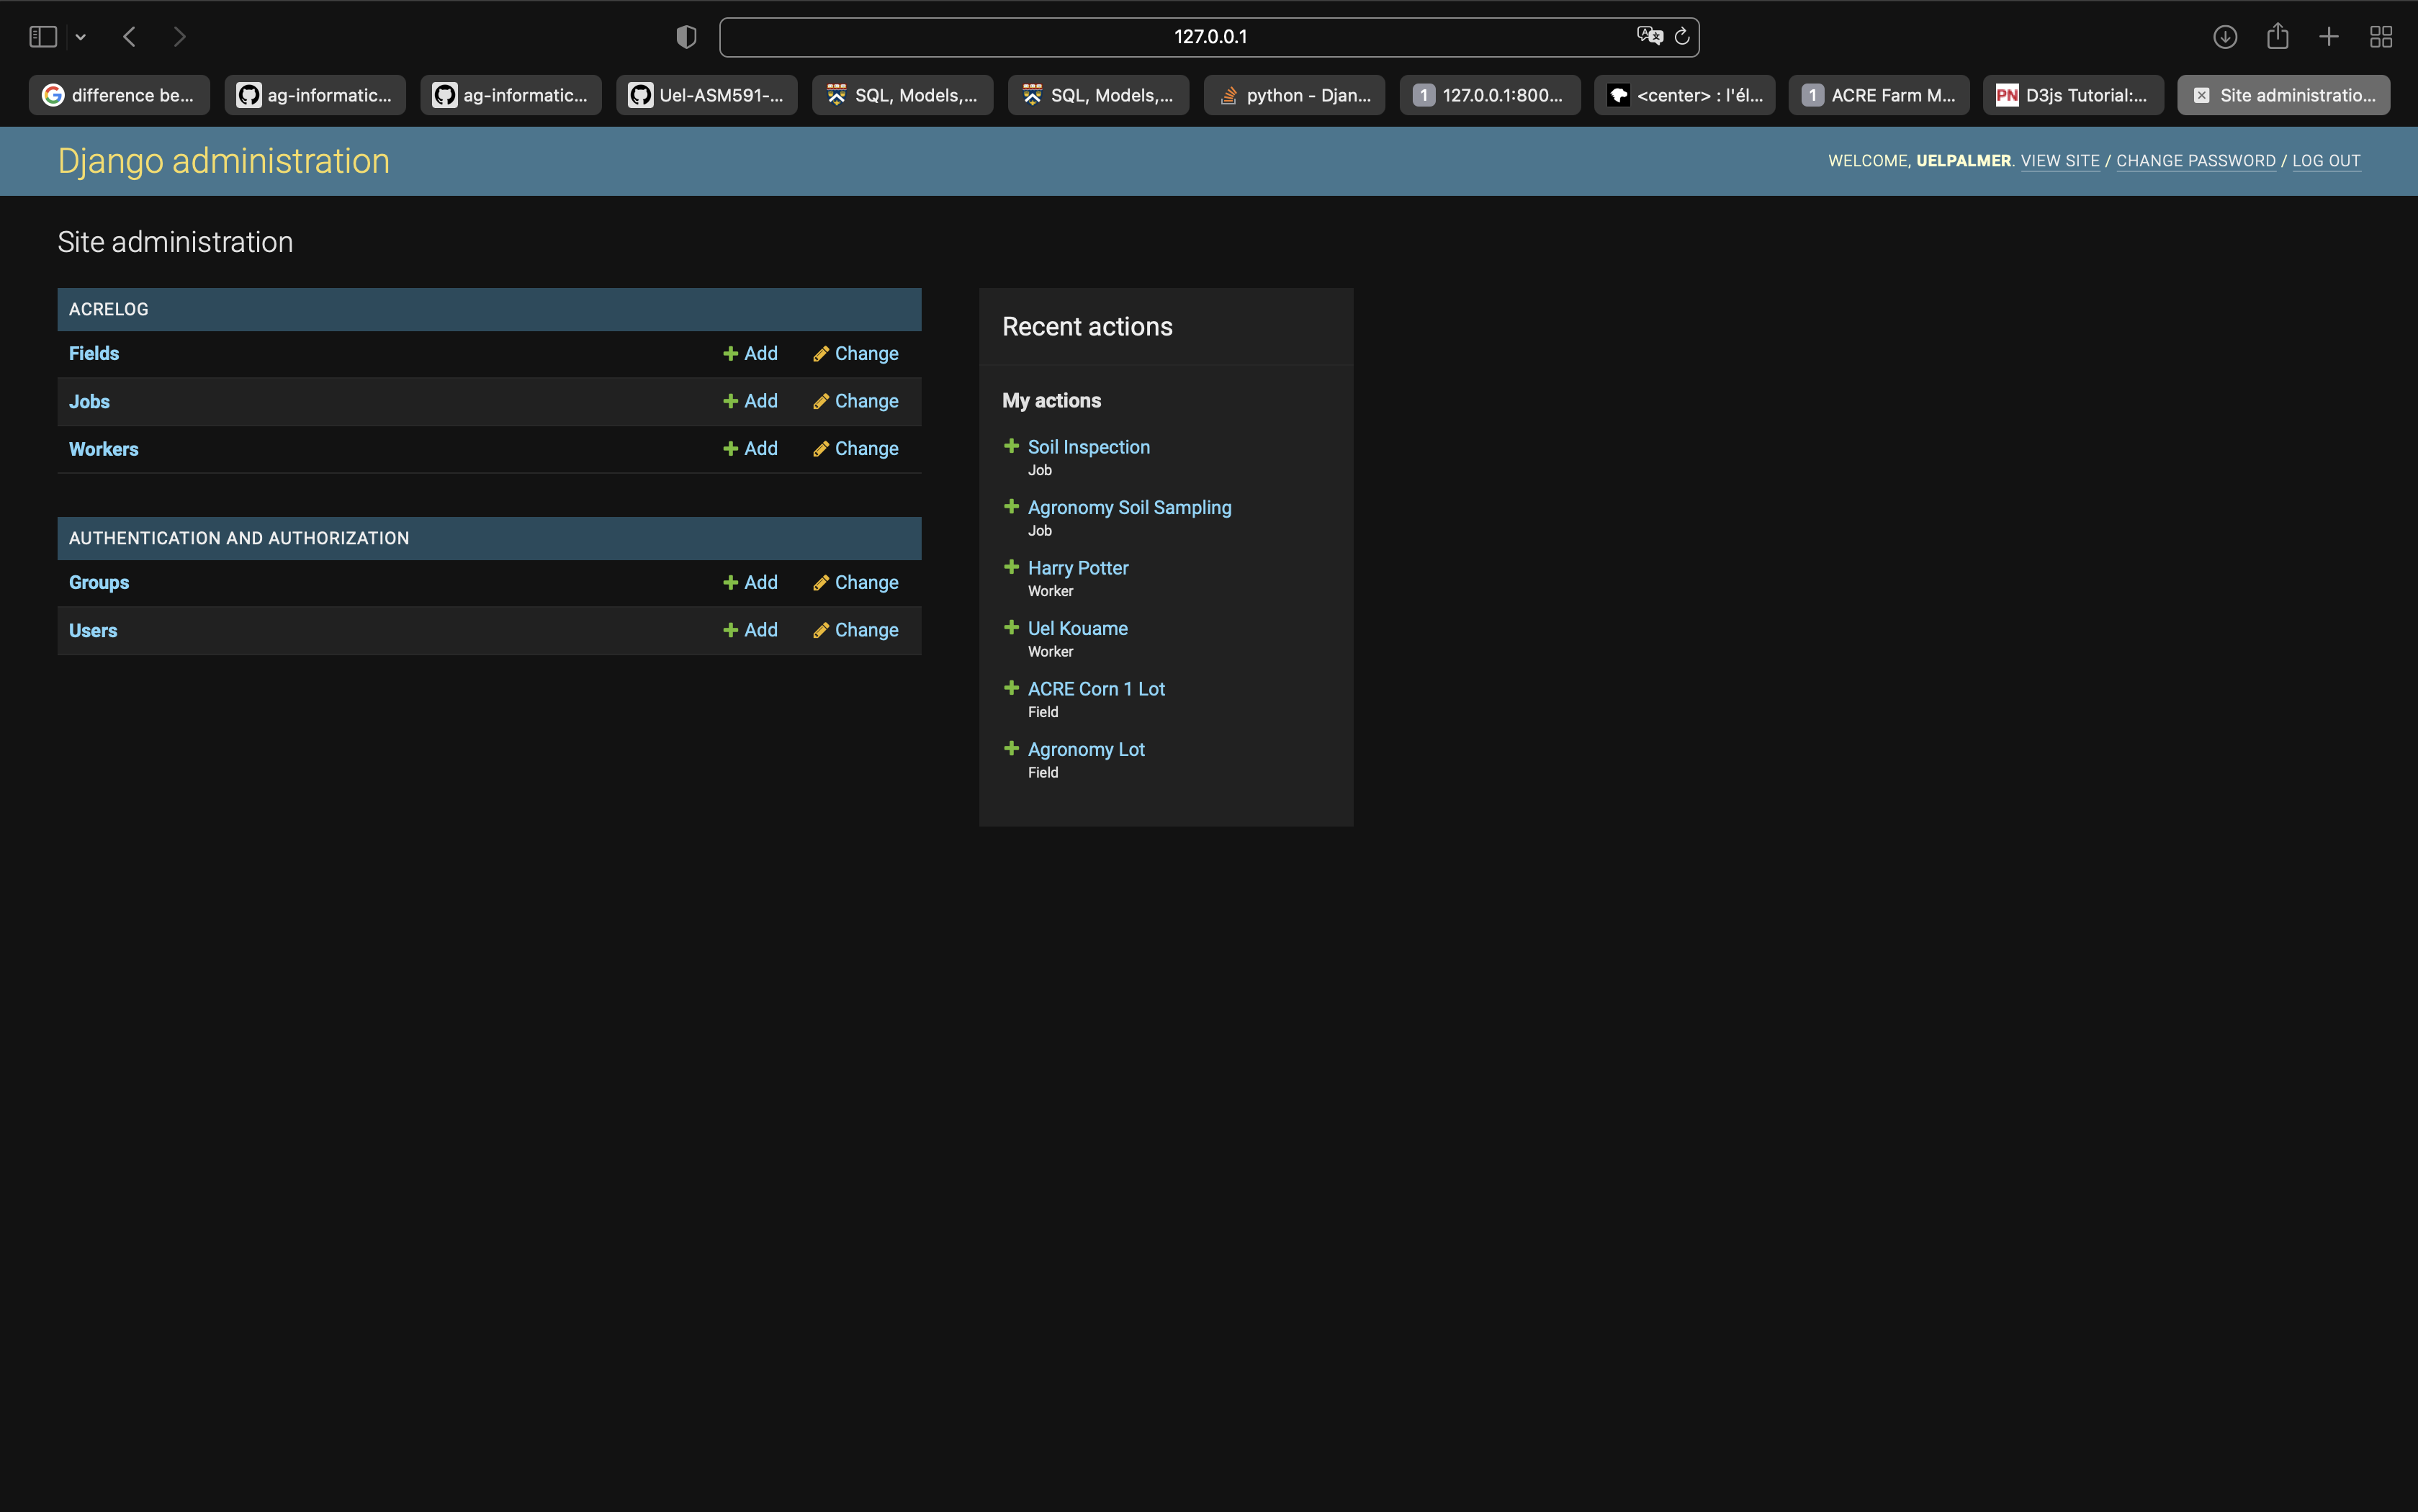 127.0.0.1
difference be...
ag-informatic...
ag-informatic...
Uel-ASM591-...
SQL, Models,...
SQL, Models,...
python - Djan...
1 127.0.0.1:800...
<center> : l'él...
1 ACRE Farm M...
PN D3js Tutorial:...
Site administratio...
Django administration
WELCOME, UELPALMER. VIEW SITE / CHANGE PASSWORD / LOG OUT
Site administration
ACRELOG
Fields Add Change
Jobs Add Change
Workers Add Change
AUTHENTICATION AND AUTHORIZATION
Groups Add Change
Users Add Change
Recent actions
My actions
Soil Inspection
Job
Agronomy Soil Sampling
Job
Harry Potter
Worker
Uel Kouame
Worker
ACRE Corn 1 Lot
Field
Agronomy Lot
Field